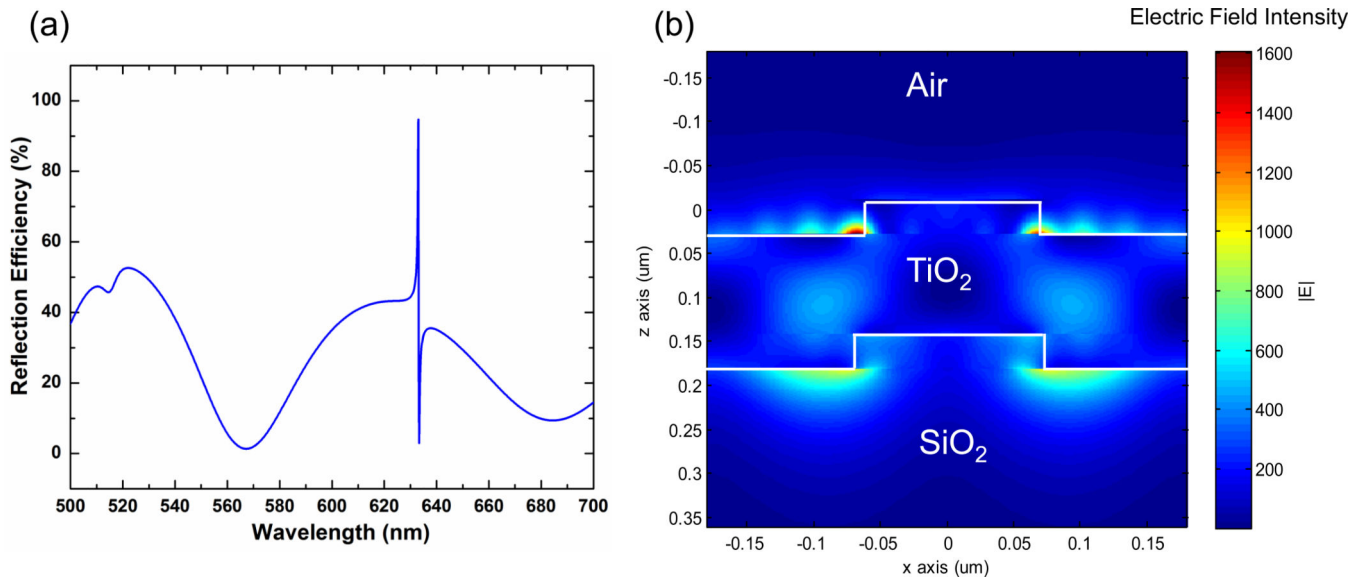 (a)
Reflection Efficiency (%)
100
80
60
40
20
0
500 520 540 560 580 600 620 640 660 680 700
Wavelength (nm)
(b)
Electric Field Intensity
z axis (um)
-0.15
-0.1
-0.05
0
0.05
0.1
0.15
0.2
0.25
0.3
0.35
Air
TiO2
SiO2
-0.15 -0.1 -0.05 0 0.05 0.1 0.15
x axis (um)
1600
1400
1200
1000
800
600
400
200
|E|